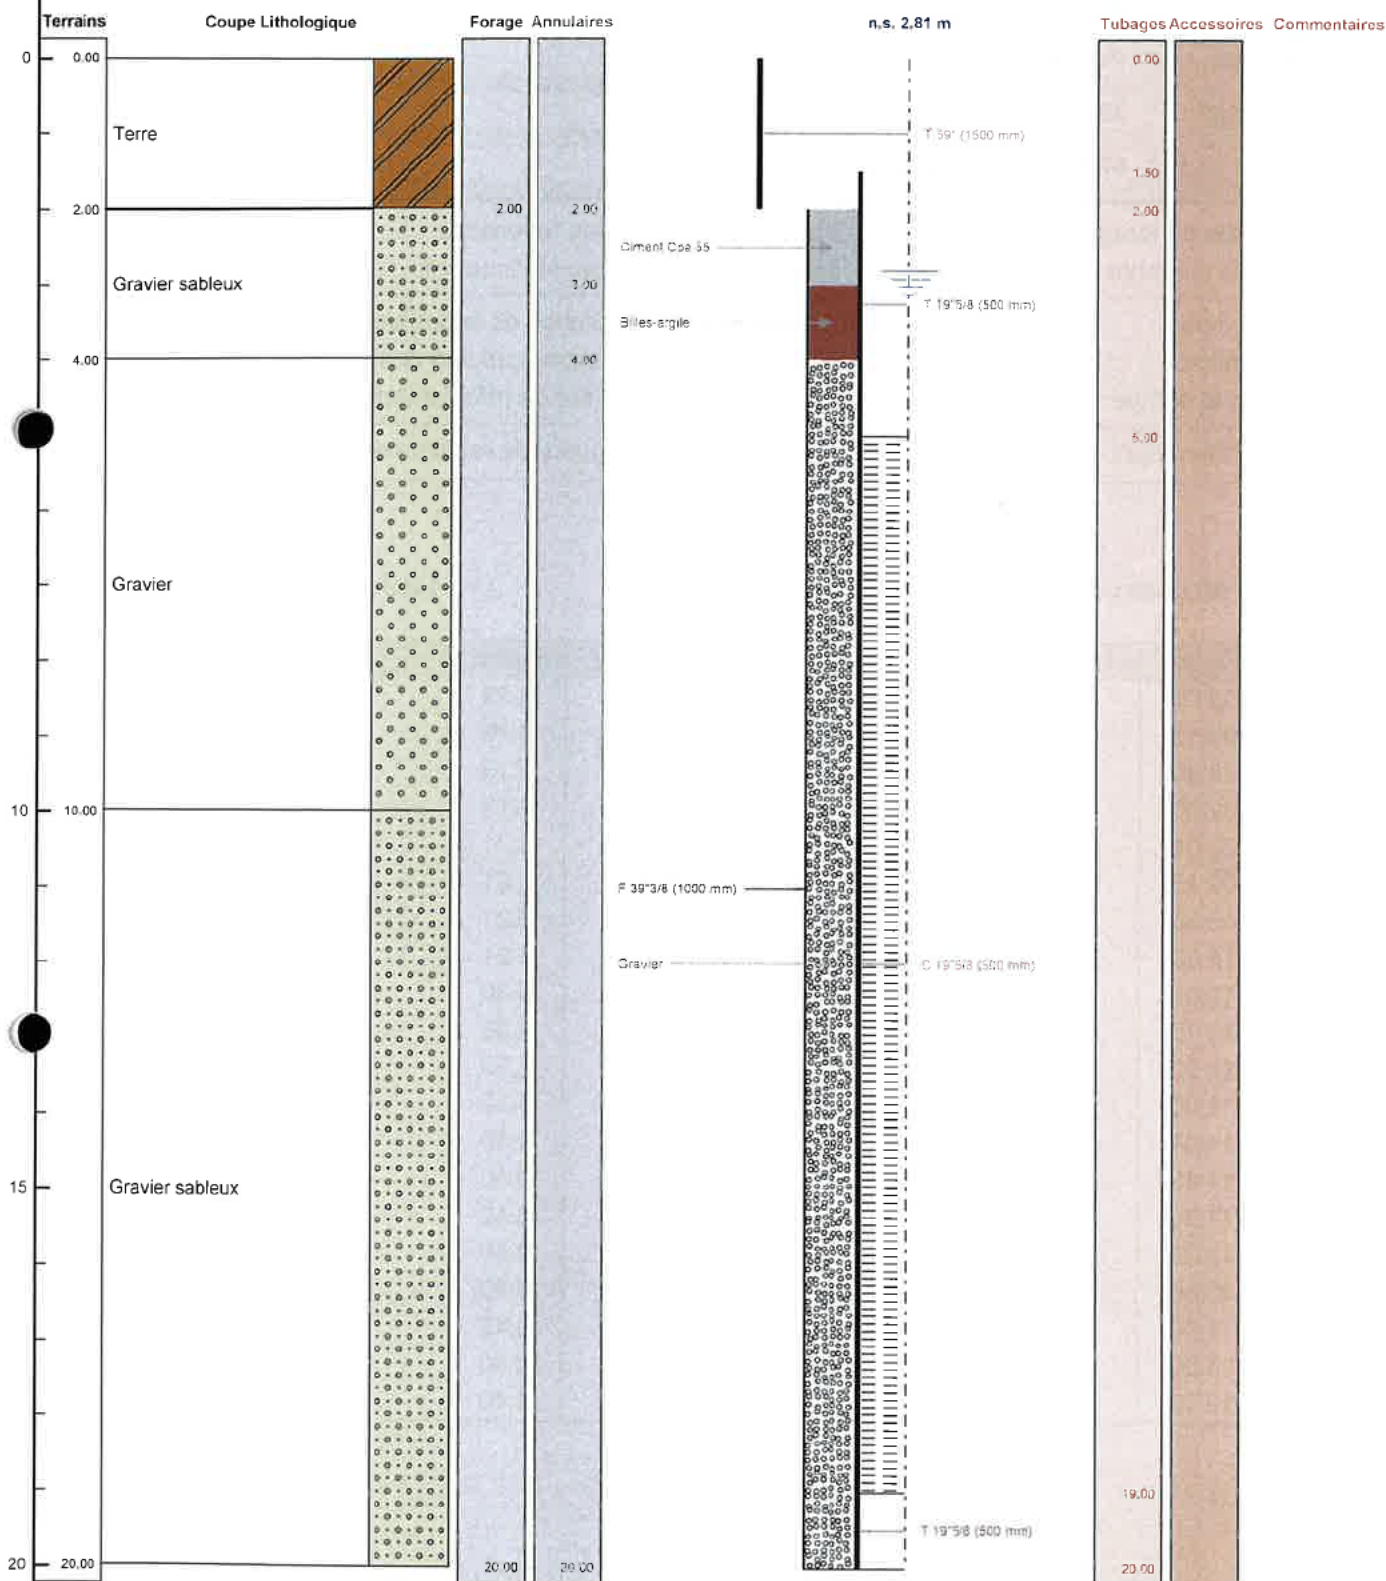 Terrains Coupe Lithologique Forage Annulaires n.s. 2.81 m Tubages Accessoires Commentaires
0 0.00 0.00
Terre T 59" (1500 mm)
1.50
2.00 2.00 2.00 2.00
Ciment Cpa 55
Gravier sableux 3.00
T 19"5/8 (500 mm)
Billes-argile
4.00 4.00
5.00
Gravier
10 10.00
F 39"3/8 (1000 mm)
Gravier C 19"5/8 (500 mm)
15 Gravier sableux
19.00
T 19"5/8 (500 mm)
20 20.00 20.00 20.00 20.00